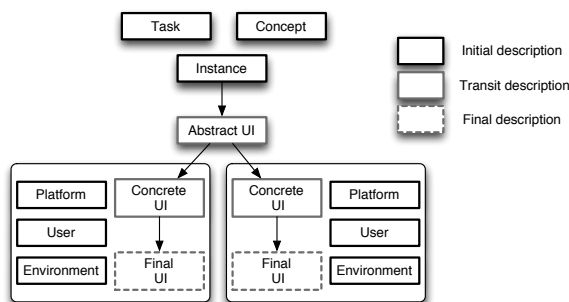 Task
Concept
Instance
Abstract UI
Initial description
Transit description
Final description
Platform
User
Environment
Concrete
UI
Final
UI
Concrete
UI
Final
UI
Platform
User
Environment